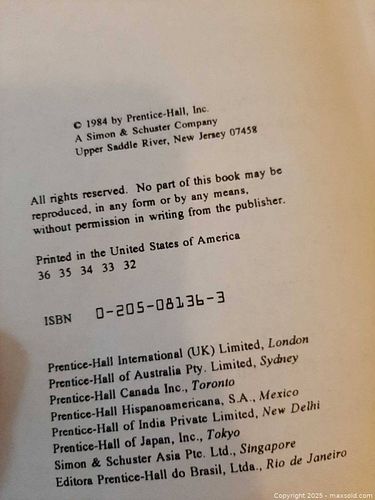 © 1984 by Prentice-Hall, Inc.
A Simon & Schuster Company
Upper Saddle River, New Jersey 07458
All rights reserved. No part of this book may be
reproduced, in any form or by any means,
without permission in writing from the publisher.
Printed in the United States of America
36 35 34 33 32
ISBN 0-205-08136-3
Prentice-Hall International (UK) Limited, London
Prentice-Hall of Australia Pty. Limited, Sydney
Prentice-Hall Canada Inc., Toronto
Prentice-Hall Hispanoamericana, S.A., Mexico
Prentice-Hall of India Private Limited, New Delhi
Prentice-Hall of Japan, Inc., Tokyo
Simon & Schuster Asia Pte. Ltd., Singapore
Editora Prentice-Hall do Brasil, Ltda., Rio de Janeiro
Copyright 2025 - maxsold.com